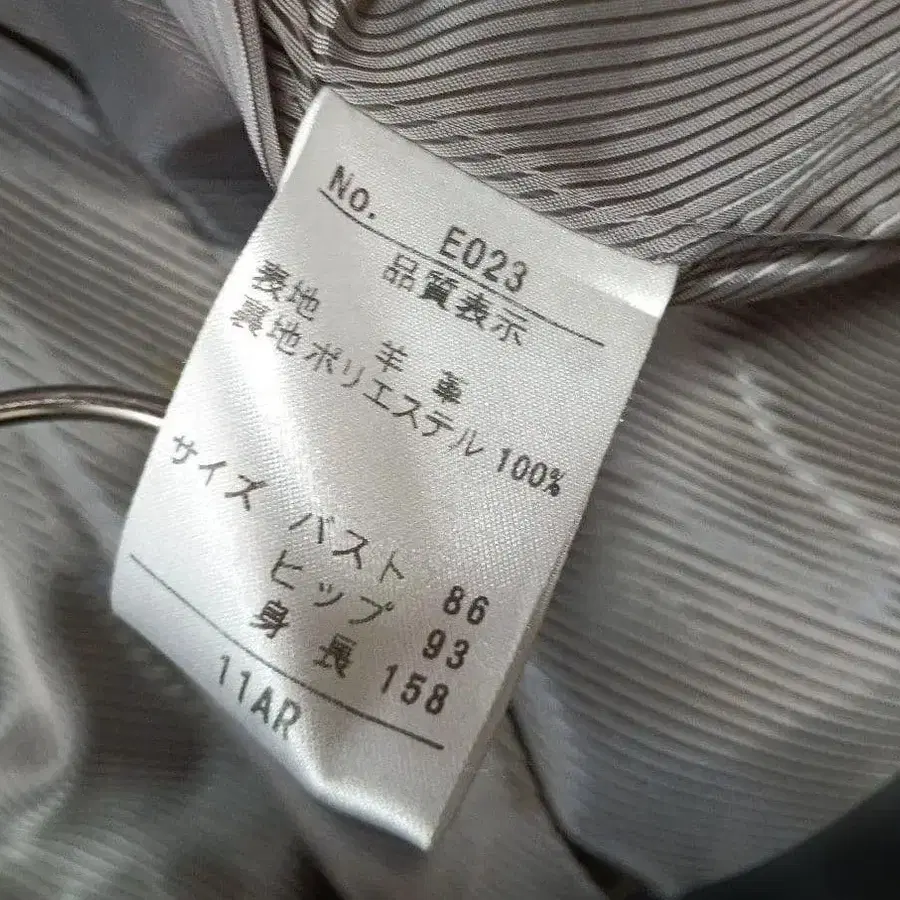 No. E023
品質表示
表地 羊革
裏地ポリエステル 100%
サイズ バスト 86
ヒップ 93
身長 158
11AR